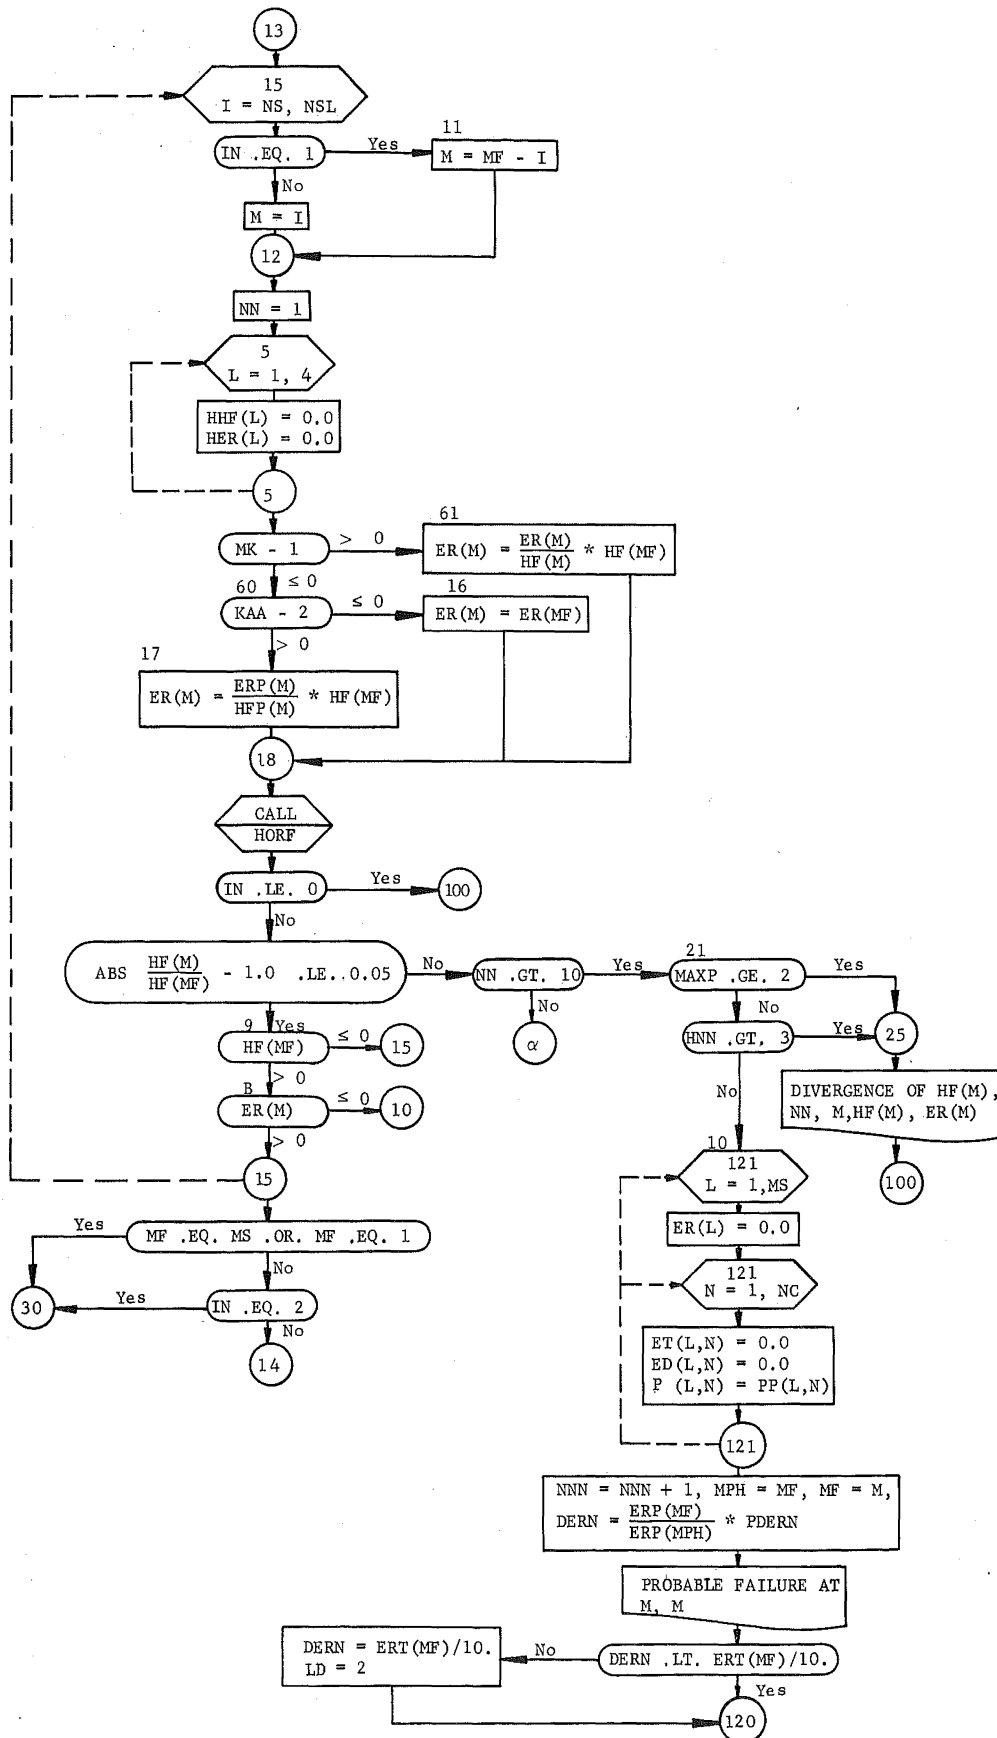 13
15
I = NS, NSL
IN .EQ. 1
Yes
11
M = MF - I
No
M = I
12
NN = 1
5
L = 1, 4
HHF(L) = 0.0
HER(L) = 0.0
5
MK - 1
> 0
61
ER(M) = ER(M)/HF(M) * HF(MF)
≤ 0
60
KAA - 2
≤ 0
16
ER(M) = ER(MF)
> 0
17
ER(M) = ERP(M)/HFP(M) * HF(MF)
18
CALL
HORF
IN .LE. 0
Yes
100
No
ABS HF(M)/HF(MF) - 1.0 .LE. 0.05
No
NN .GT. 10
Yes
21
MAXP .GE. 2
Yes
No
α
No
HNN .GT. 3
Yes
25
9
Yes
HF(MF)
≤ 0
15
> 0
B
ER(M)
≤ 0
10
> 0
15
No
DIVERGENCE OF HF(M),
NN, M,HF(M), ER(M)
100
10
121
L = 1,MS
ER(L) = 0.0
121
N = 1, NC
ET(L,N) = 0.0
ED(L,N) = 0.0
P (L,N) = PP(L,N)
121
Yes
MF .EQ. MS .OR. MF .EQ. 1
No
30
Yes
IN .EQ. 2
No
14
NNN = NNN + 1, MPH = MF, MF = M,
DERN = ERP(MF)/ERP(MPH) * PDERN
PROBABLE FAILURE AT
M, M
DERN .LT. ERT(MF)/10.
No
DERN = ERT(MF)/10.
LD = 2
Yes
120